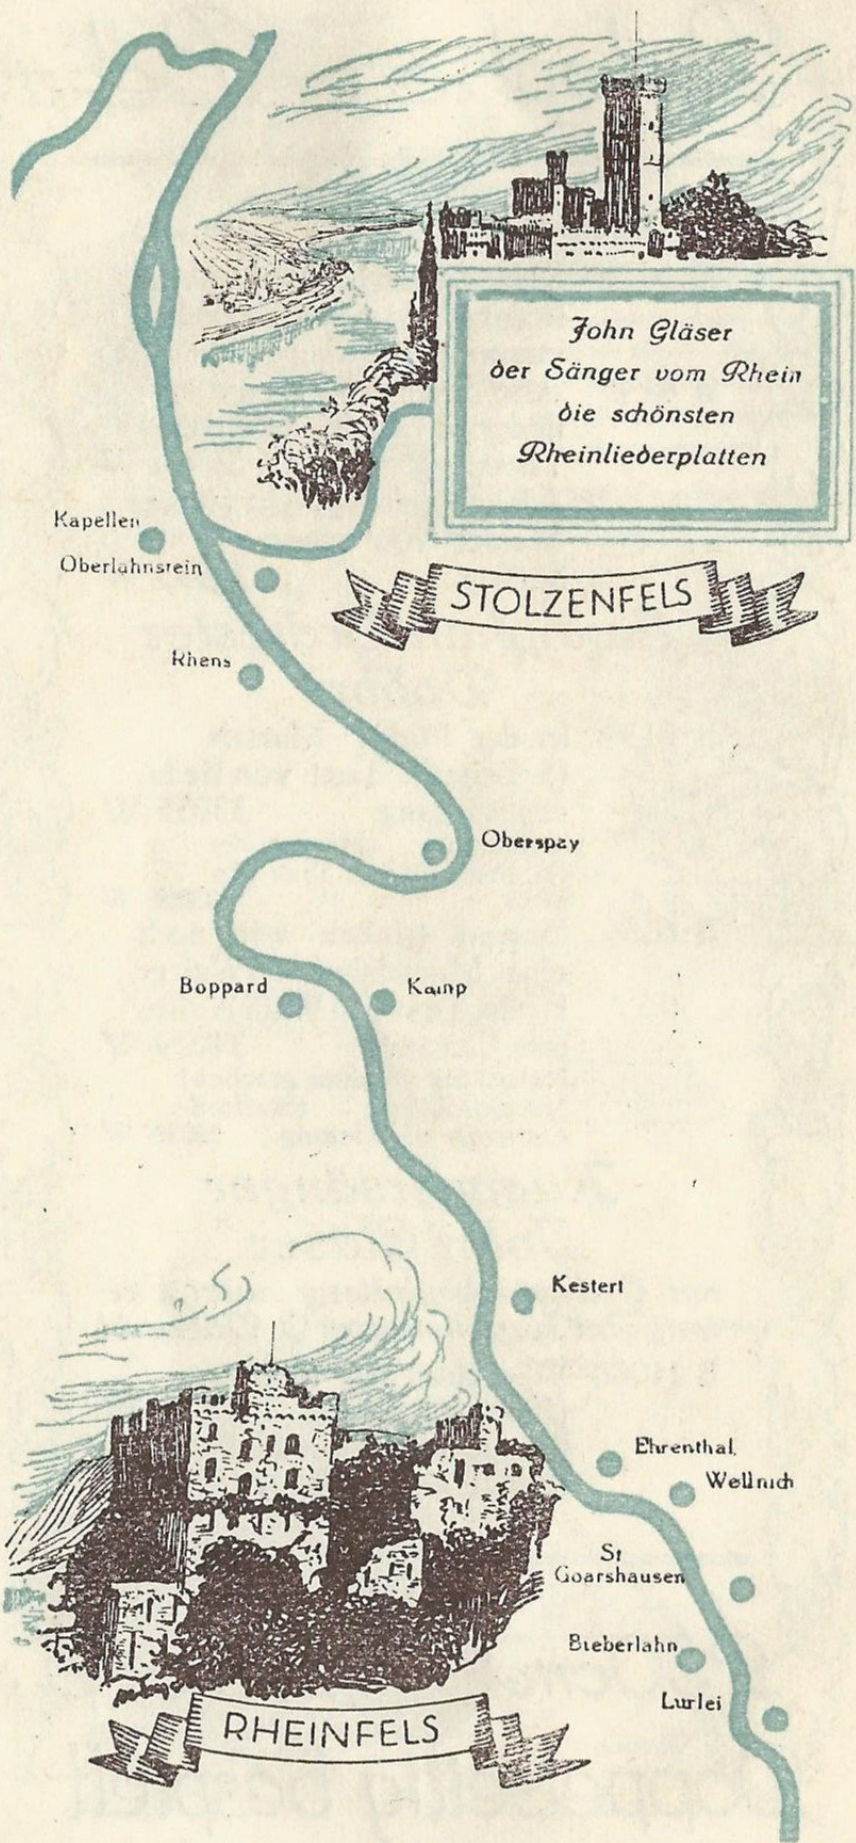 John Gläser
der Sänger vom Rhein
die schönsten
Rheinliederplatten
Kapellen
Oberlahnstein
STOLZENFELS
Rhens
Oberspay
Boppard
Kamp
Kestert
Ehrenthal
Wellmich
St
Goarshausen
Bieberlahn
Lurlei
RHEINFELS